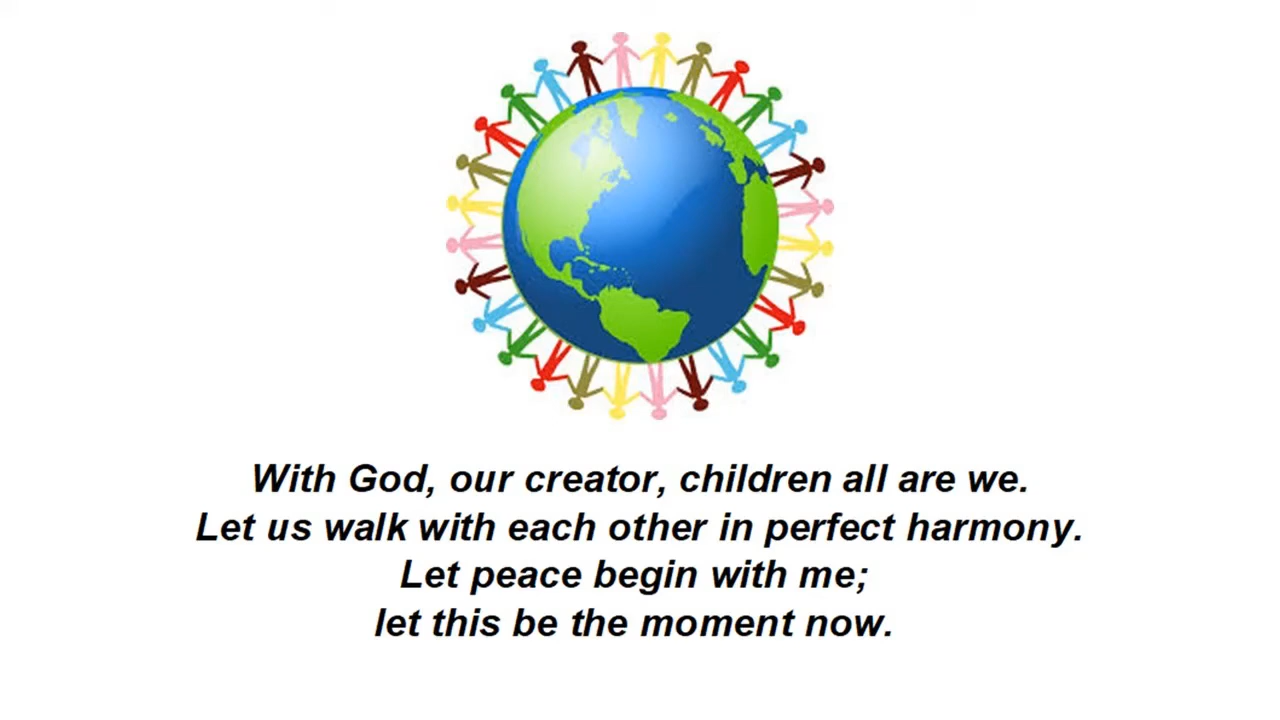 With God, our creator, children all are we.
Let us walk with each other in perfect harmony.
Let peace begin with me;
let this be the moment now.